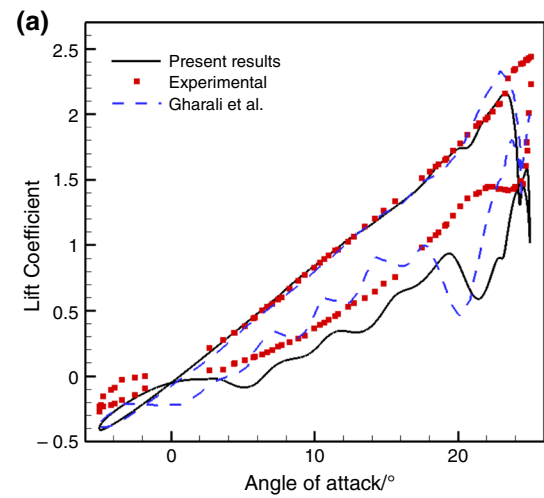 (a)
2.5
2
1.5
1
0.5
0
− 0.5
Lift Coefficient
Present results
Experimental
Gharali et al.
0
10
20
Angle of attack/°